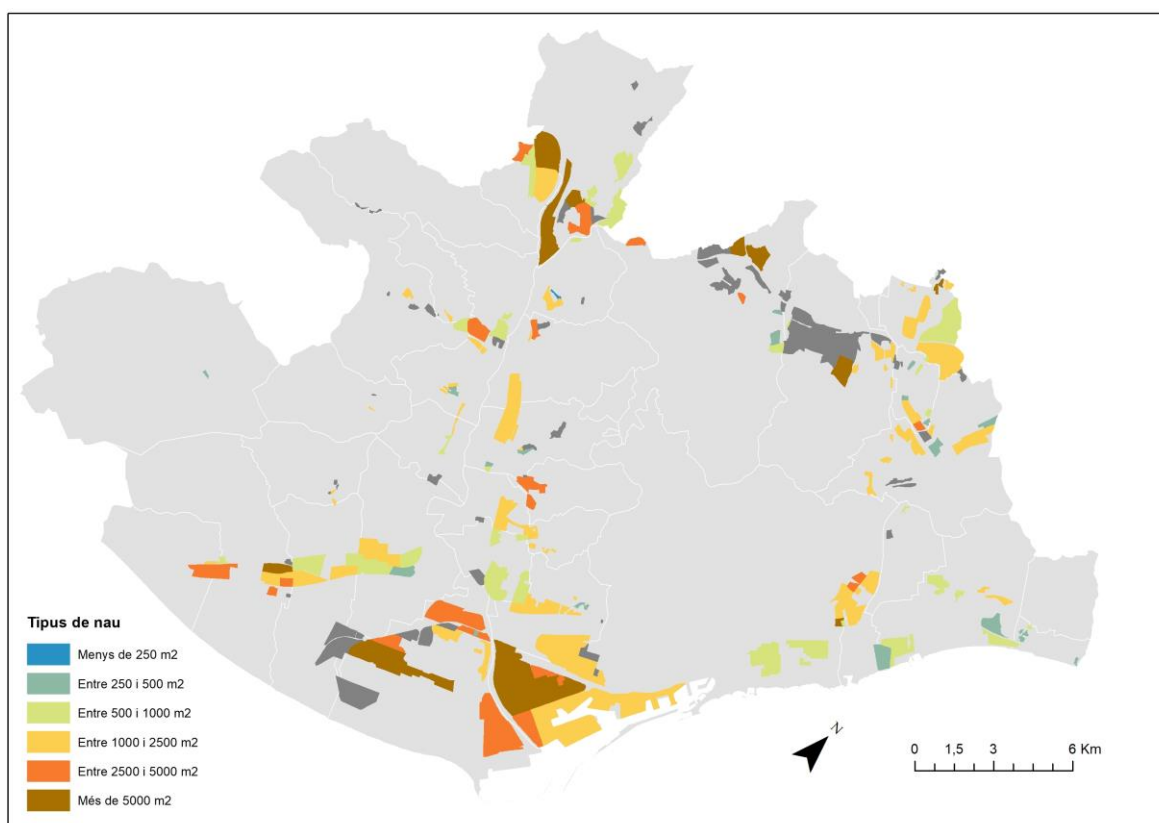 Tipus de nau
Menys de 250 m2
Entre 250 i 500 m2
Entre 500 i 1000 m2
Entre 1000 i 2500 m2
Entre 2500 i 5000 m2
Més de 5000 m2
N
0 1,5 3 6 Km